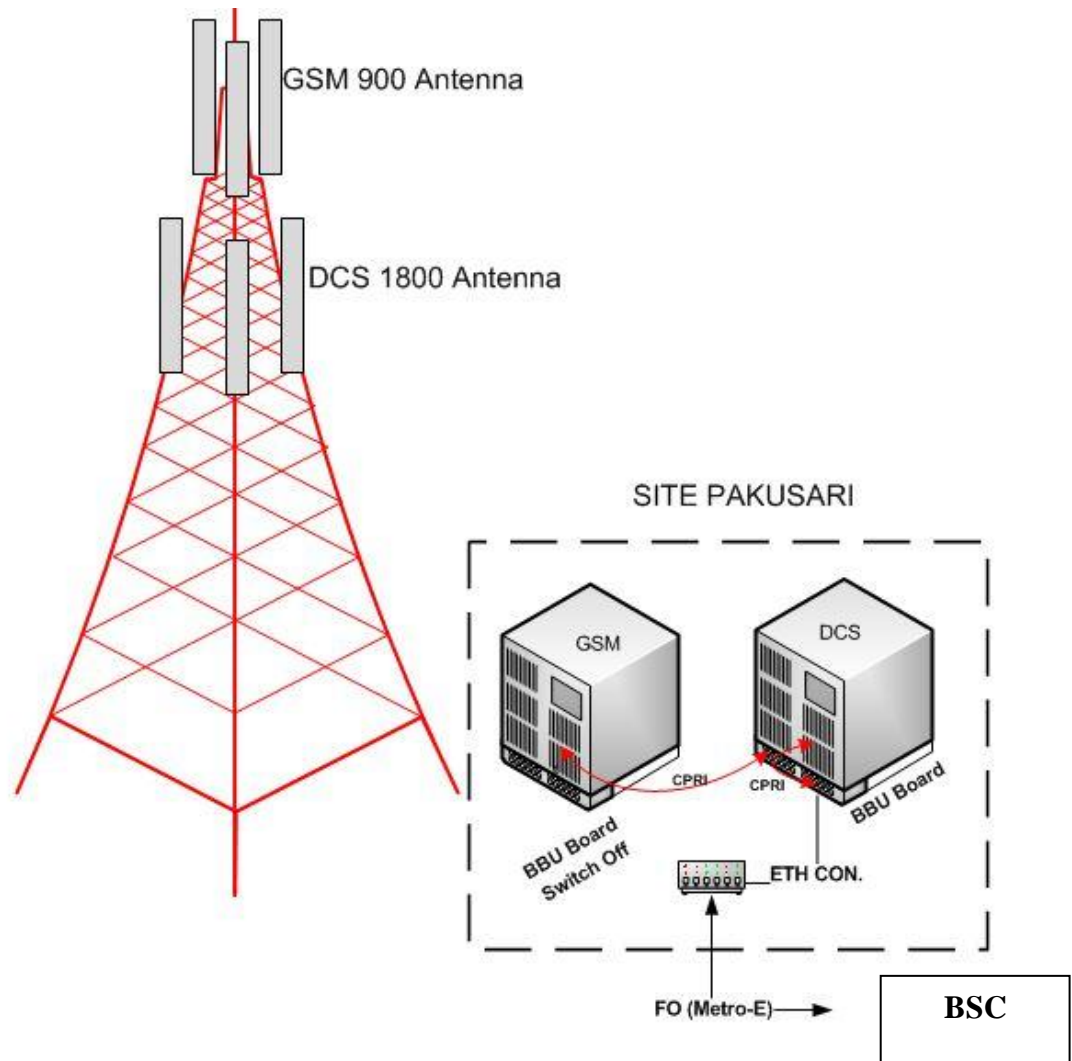 GSM 900 Antenna
DCS 1800 Antenna
SITE PAKUSARI
GSM
DCS
CPRI
CPRI
BBU Board
Switch Off
BBU Board
ETH CON.
FO (Metro-E)
BSC